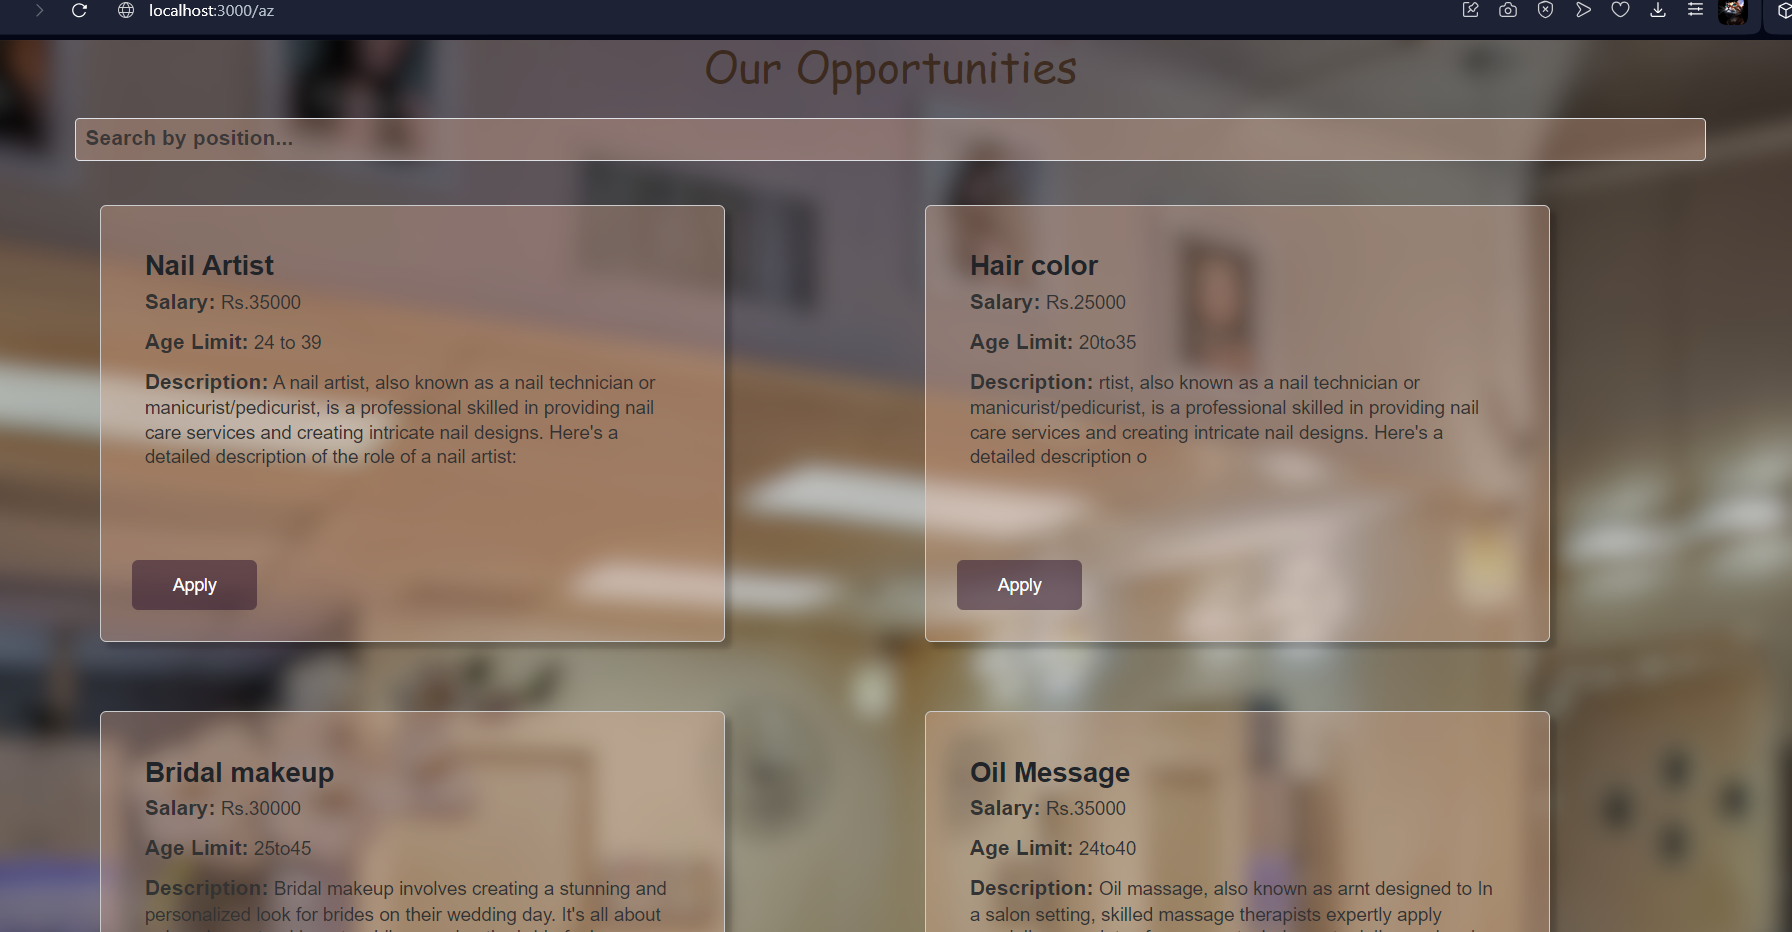 localhost:3000/az
Our Opportunities
Search by position...
Nail Artist
Salary: Rs.35000
Age Limit: 24 to 39
Description: A nail artist, also known as a nail technician or
manicurist/pedicurist, is a professional skilled in providing nail
care services and creating intricate nail designs. Here's a
detailed description of the role of a nail artist:
Apply
Hair color
Salary: Rs.25000
Age Limit: 20to35
Description: rtist, also known as a nail technician or
manicurist/pedicurist, is a professional skilled in providing nail
care services and creating intricate nail designs. Here's a
detailed description o
Apply
Bridal makeup
Salary: Rs.30000
Age Limit: 25to45
Description: Bridal makeup involves creating a stunning and
personalized look for brides on their wedding day. It's all about
Oil Message
Salary: Rs.35000
Age Limit: 24to40
Description: Oil massage, also known as arnt designed to In
a salon setting, skilled massage therapists expertly apply